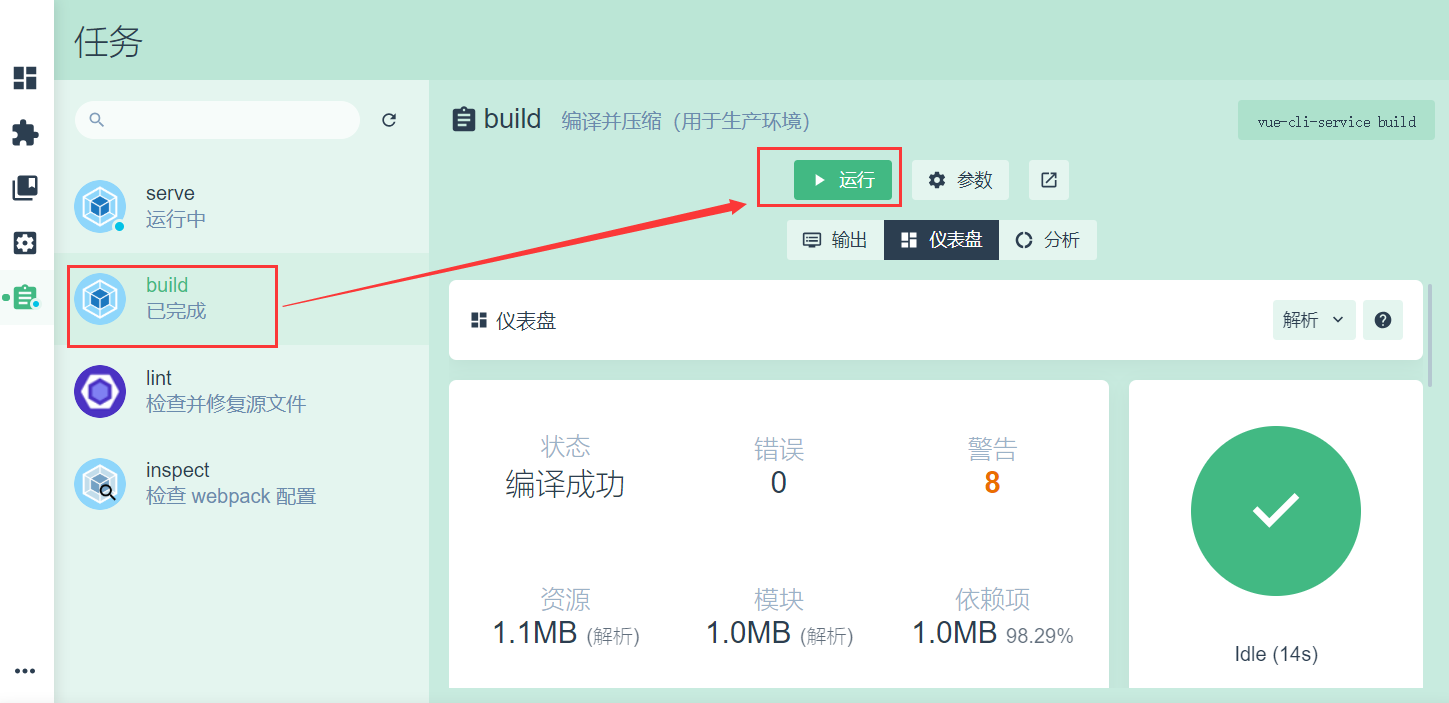 任务
serve
运行中
build
已完成
lint
检查并修复源文件
inspect
检查 webpack 配置
build 编译并压缩（用于生产环境）
vue-cli-service build
运行 参数
输出 仪表盘 分析
仪表盘 解析
状态 错误 警告
编译成功 0 8
资源 模块 依赖项
1.1MB (解析) 1.0MB (解析) 1.0MB 98.29%
Idle (14s)